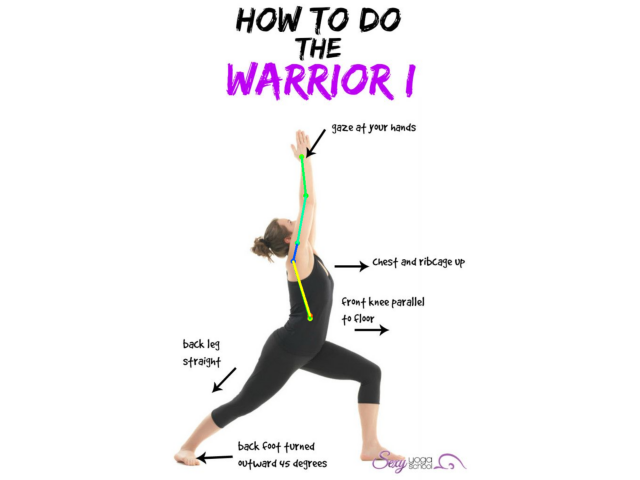 HOW TO DO
THE
WARRIOR I
gaze at your hands
chest and ribcage up
front knee parallel
to floor
back leg
straight
back foot turned
outward 45 degrees
Sexy yoga
school